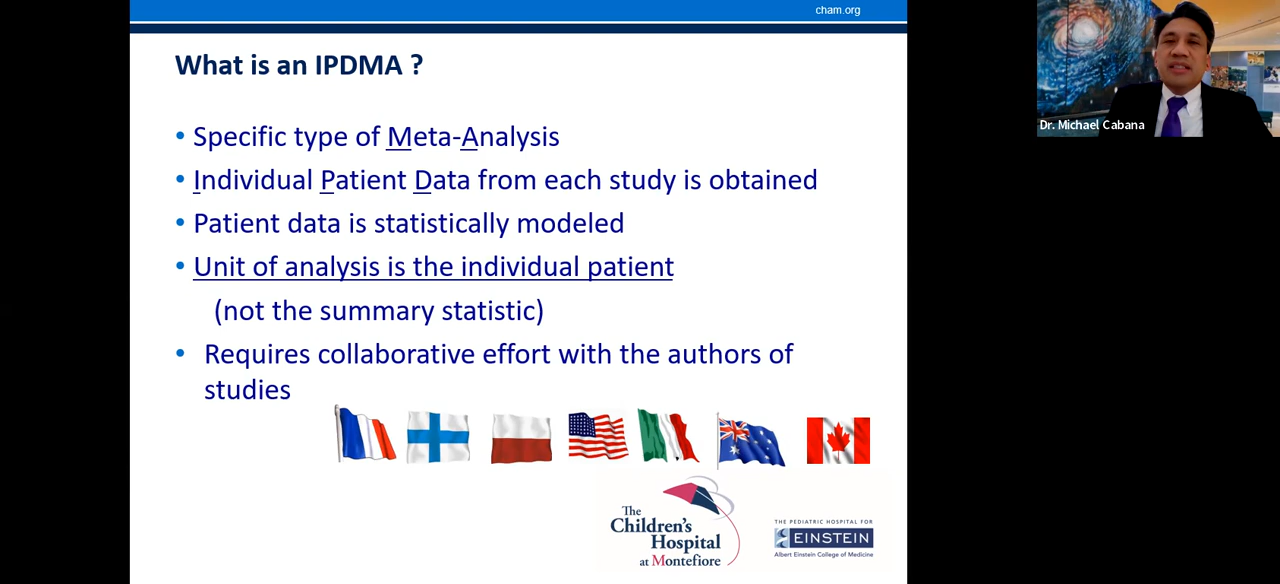 cham.org
What is an IPDMA ?
• Specific type of Meta-Analysis
• Individual Patient Data from each study is obtained
• Patient data is statistically modeled
• Unit of analysis is the individual patient
(not the summary statistic)
• Requires collaborative effort with the authors of
studies
The
Children's
Hospital
at Montefiore
THE PEDIATRIC HOSPITAL FOR
EINSTEIN
Albert Einstein College of Medicine
Dr. Michael Cabana